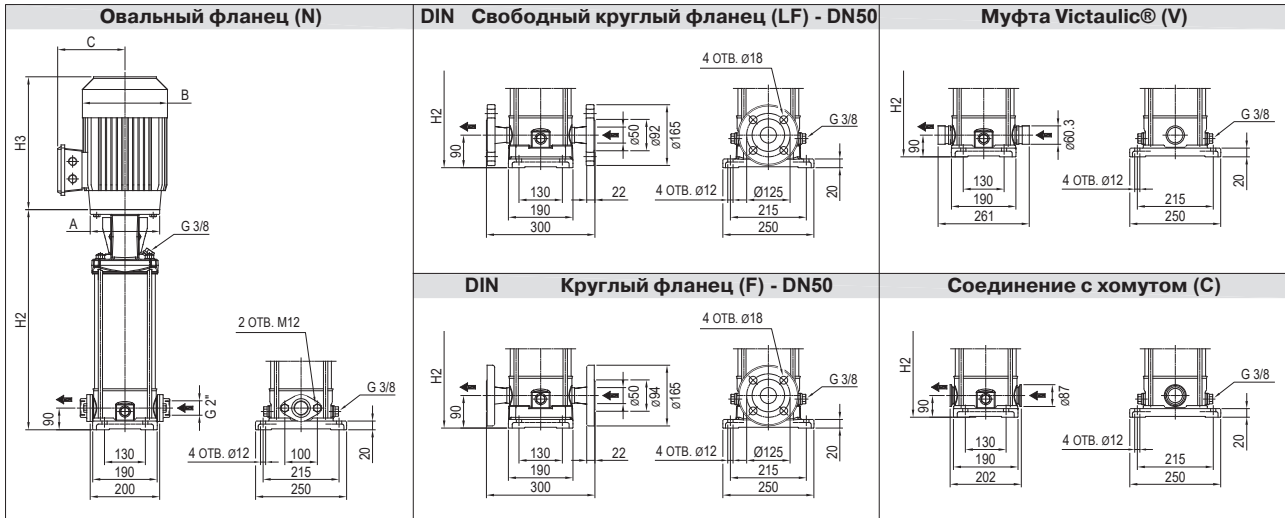 Овальный фланец (N)
C
B
H3
A
G 3/8
H2
2 ОТВ. M12
G 2"
G 3/8
90
20
130
190
200
4 ОТВ. Ø12
100
215
250
DIN Свободный круглый фланец (LF) - DN50
4 ОТВ. Ø18
H2
90
ø50
ø92
ø165
G 3/8
20
130
22
190
300
4 ОТВ. Ø12
Ø125
215
250
Муфта Victaulic® (V)
H2
90
ø60.3
G 3/8
20
130
190
261
4 ОТВ. Ø12
215
250
DIN Круглый фланец (F) - DN50
4 ОТВ. Ø18
H2
90
ø50
ø94
ø165
G 3/8
20
130
22
190
300
4 ОТВ. Ø12
Ø125
215
250
Соединение с хомутом (C)
H2
90
ø87
G 3/8
20
130
190
202
4 ОТВ. Ø12
215
250